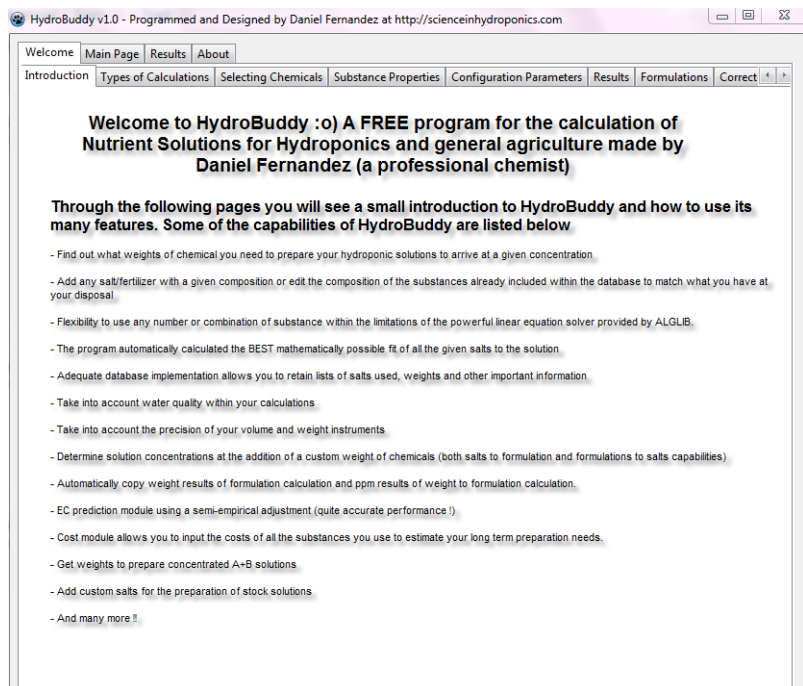 HydroBuddy v1.0 - Programmed and Designed by Daniel Fernandez at http://scienceinhydroponics.com
Welcome Main Page Results About
Introduction Types of Calculations Selecting Chemicals Substance Properties Configuration Parameters Results Formulations Correct
Welcome to HydroBuddy :o) A FREE program for the calculation of
Nutrient Solutions for Hydroponics and general agriculture made by
Daniel Fernandez (a professional chemist)
Through the following pages you will see a small introduction to HydroBuddy and how to use its
many features. Some of the capabilities of HydroBuddy are listed below
- Find out what weights of chemical you need to prepare your hydroponic solutions to arrive at a given concentration
- Add any salt/fertilizer with a given composition or edit the composition of the substances already included within the database to match what you have at
your disposal
- Flexibility to use any number or combination of substance within the limitations of the powerful linear equation solver provided by ALGLIB.
- The program automatically calculated the BEST mathematically possible fit of all the given salts to the solution
- Adequate database implementation allows you to retain lists of salts used, weights and other important information
- Take into account water quality within your calculations
- Take into account the precision of your volume and weight instruments
- Determine solution concentrations at the addition of a custom weight of chemicals (both salts to formulation and formulations to salts capabilities)
- Automatically copy weight results of formulation calculation and ppm results of weight to formulation calculation.
- EC prediction module using a semi-empirical adjustment (quite accurate performance !)
- Cost module allows you to input the costs of all the substances you use to estimate your long term preparation needs.
- Get weights to prepare concentrated A+B solutions
- Add custom salts for the preparation of stock solutions
- And many more !!